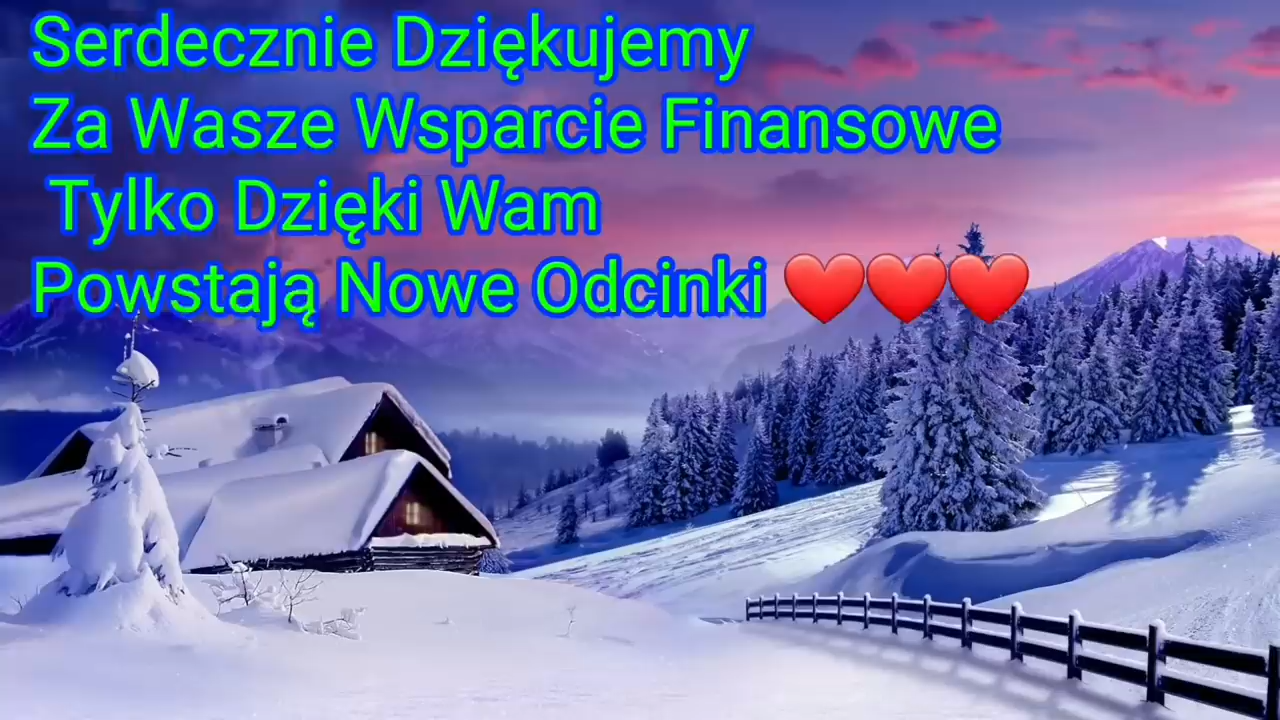 Serdecznie Dziękujemy
Za Wasze Wsparcie Finansowe
Tylko Dzięki Wam
Powstają Nowe Odcinki ❤️❤️❤️